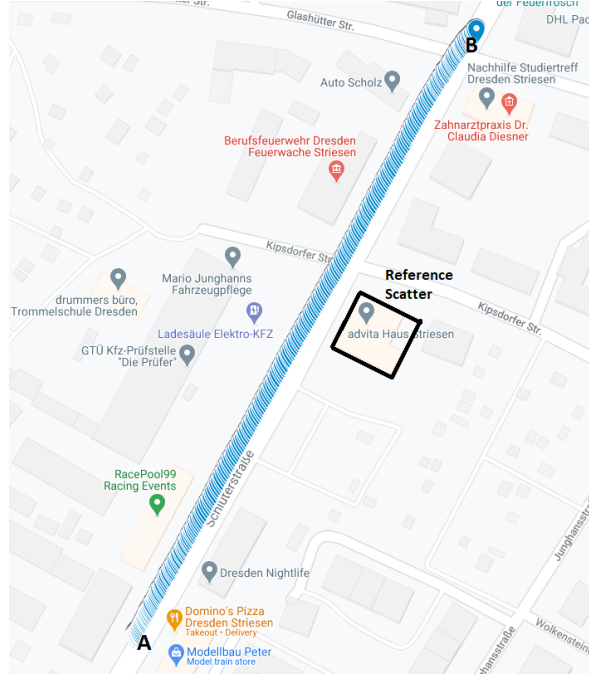 der Feuerfrosch
Glashütter Str.
DHL Pac
B
Auto Scholz
Nachhilfe Studiertreff
Dresden Striesen
Zahnarztpraxis Dr.
Claudia Diesner
Berufsfeuerwehr Dresden
Feuerwache Striesen
Kipsdorfer Str.
Reference
Scatter
Mario Junghanns
Fahrzeugpflege
drummers büro,
Trommelschule Dresden
Kipsdorfer Str.
Ladesäule Elektro-KFZ
advita Haus Striesen
GTÜ Kfz-Prüfstelle
"Die Prüfer"
RacePool99
Racing Events
Schlüterstraße
Junghansstraße
Dresden Nightlife
Domino's Pizza
Dresden Striesen
Takeout • Delivery
A
Modellbau Peter
Model train store
Wolkenstein
ghansstraße